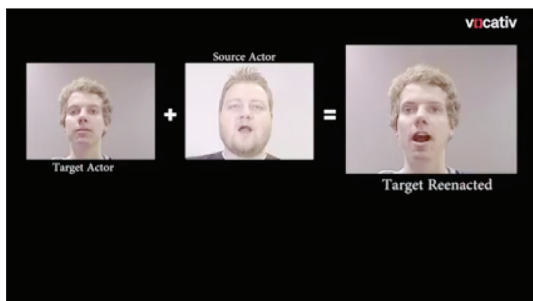 vocativ
Source Actor
Target Actor
Target Reenacted